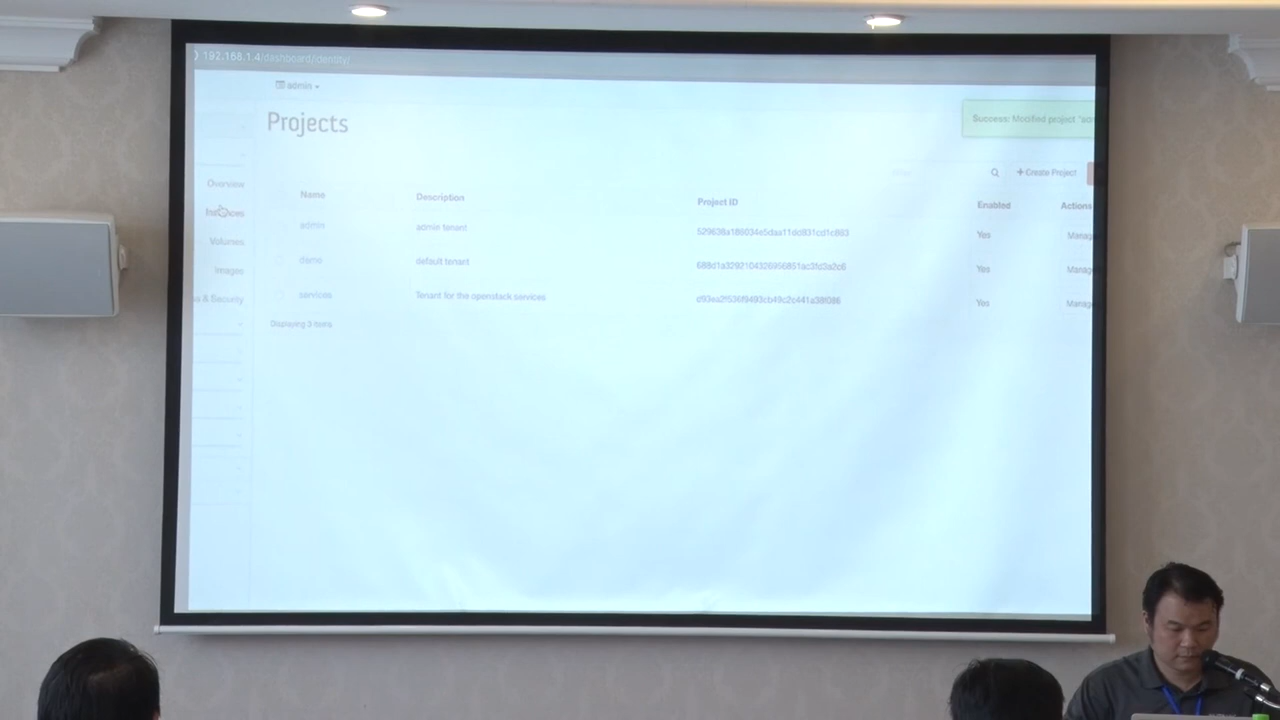 192.168.1.4/dashboard/identity/
admin
Projects
Success: Modified project
Overview
Instances
Volumes
Images
& Security
Create Project
Name Description Project ID Enabled Actions
admin admin tenant Yes
demo default tenant Yes
services Tenant for the openstack services Yes
Displaying 3 items